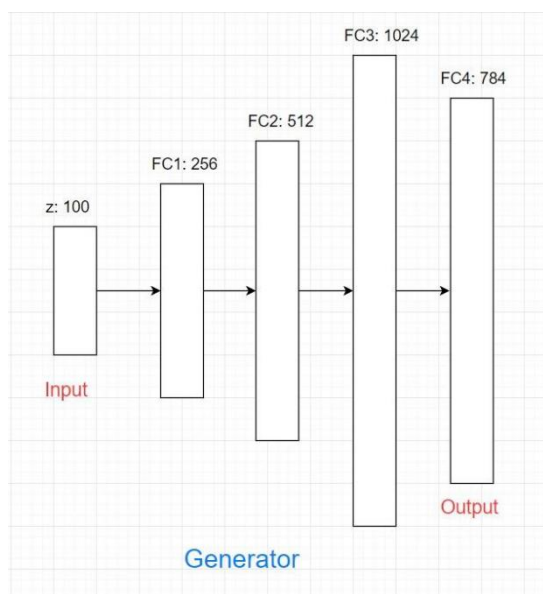 z: 100
FC1: 256
FC2: 512
FC3: 1024
FC4: 784
Input
Output
Generator